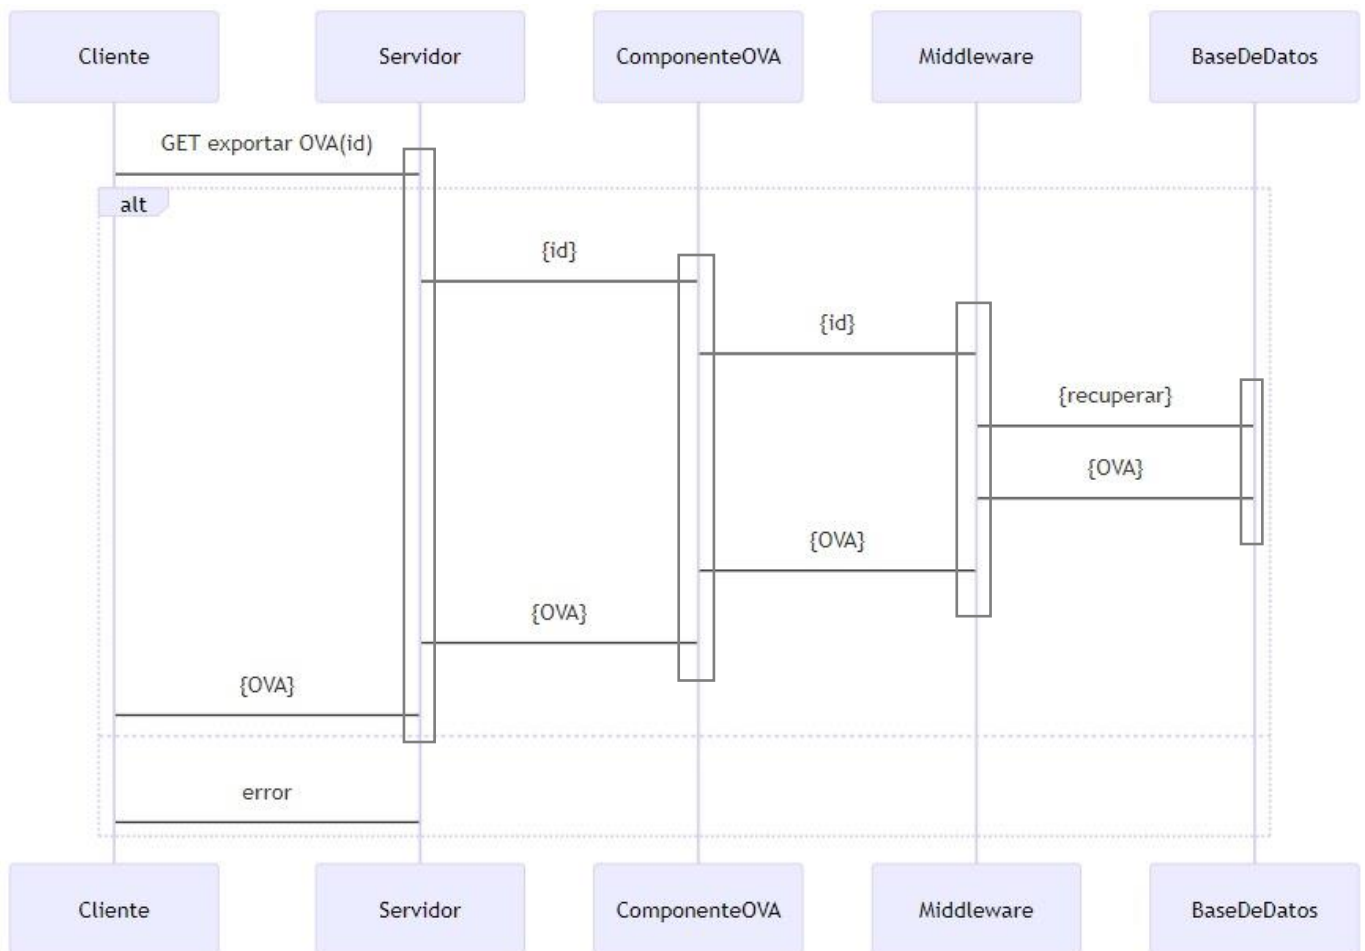 Cliente
Servidor
ComponenteOVA
Middleware
BaseDeDatos
GET exportar OVA(id)
alt
{id}
{id}
{recuperar}
{OVA}
{OVA}
{OVA}
{OVA}
error
Cliente
Servidor
ComponenteOVA
Middleware
BaseDeDatos